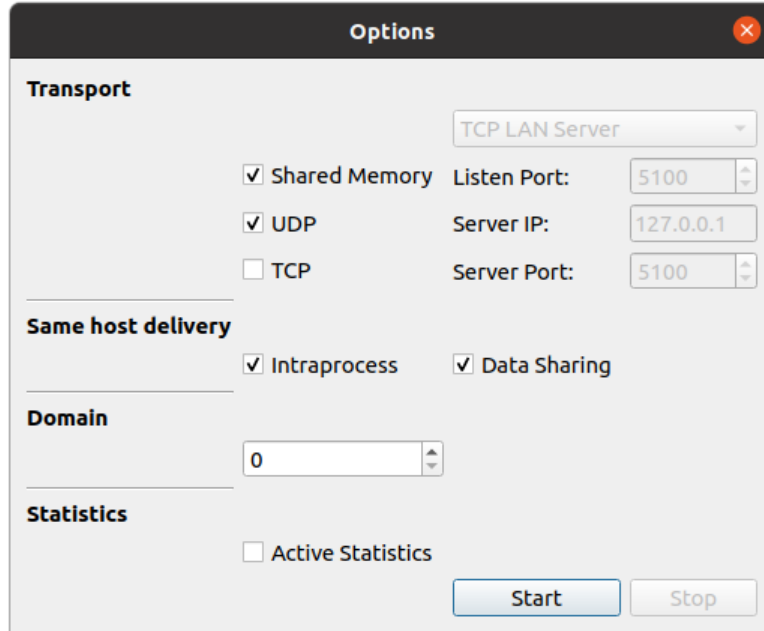 Options
Transport
TCP LAN Server
Shared Memory Listen Port: 5100
UDP Server IP: 127.0.0.1
TCP Server Port: 5100
Same host delivery
Intraprocess Data Sharing
Domain
0
Statistics
Active Statistics
Start Stop